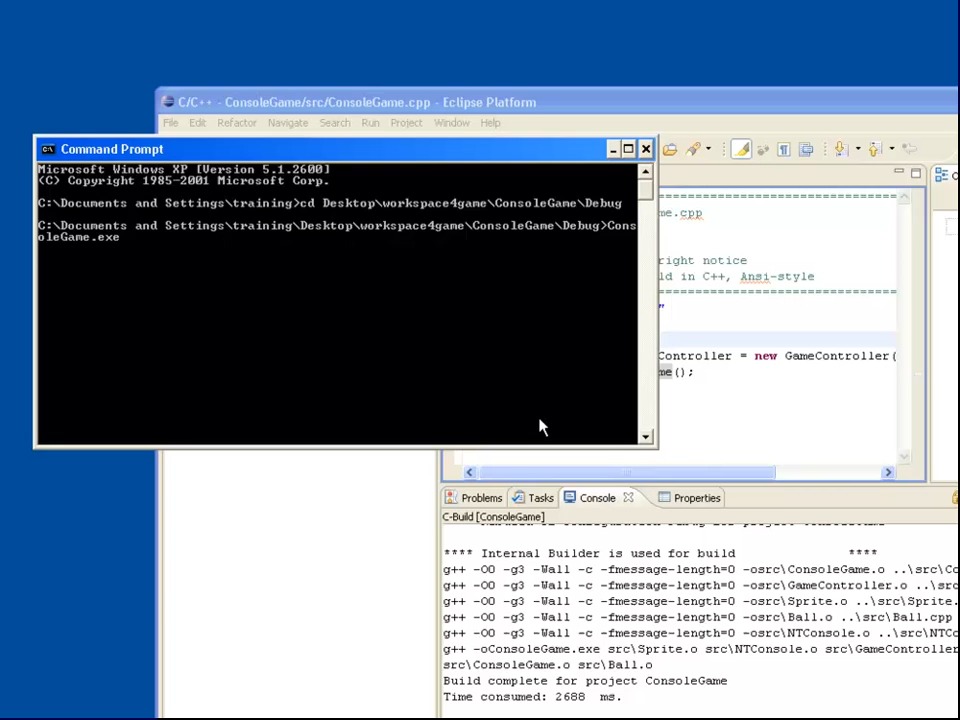 C/C++ - ConsoleGame/src/ConsoleGame.cpp - Eclipse Platform
File Edit Refactor Navigate Search Run Project Window Help
Command Prompt
Microsoft Windows XP [Version 5.1.2600]
(C) Copyright 1985-2001 Microsoft Corp.
C:\Documents and Settings\training>cd Desktop\workspace4game\ConsoleGame\Debug
C:\Documents and Settings\training\Desktop\workspace4game\ConsoleGame\Debug>Cons
oleGame.exe
me.cpp
right notice
ld in C++, Ansi-style
================================
"
Controller = new GameController(
me();
Problems Tasks Console Properties
C-Build [ConsoleGame]
**** Internal Builder is used for build ****
g++ -O0 -g3 -Wall -c -fmessage-length=0 -osrc\ConsoleGame.o ..\src\Co
g++ -O0 -g3 -Wall -c -fmessage-length=0 -osrc\GameController.o ..\src
g++ -O0 -g3 -Wall -c -fmessage-length=0 -osrc\Sprite.o ..\src\Sprite.
g++ -O0 -g3 -Wall -c -fmessage-length=0 -osrc\Ball.o ..\src\Ball.cpp
g++ -O0 -g3 -Wall -c -fmessage-length=0 -osrc\NTConsole.o ..\src\NTC
g++ -oConsoleGame.exe src\Sprite.o src\NTConsole.o src\GameController
src\ConsoleGame.o src\Ball.o
Build complete for project ConsoleGame
Time consumed: 2688 ms.